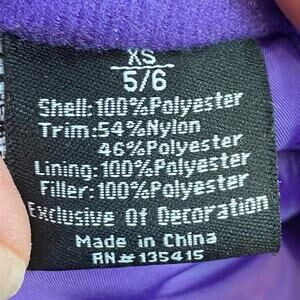 XS
5/6
Shell:100%Polyester
Trim:54%Nylon
46%Polyester
Lining:100%Polyester
Filler:100%Polyester
Exclusive Of Decoration
Made in China
RN#135415